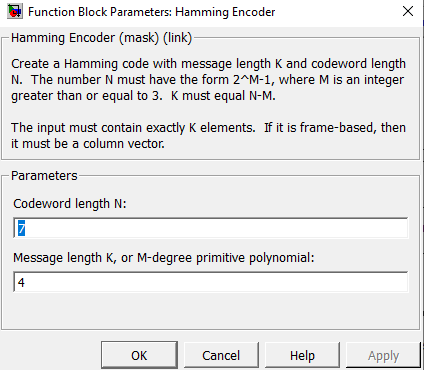 Function Block Parameters: Hamming Encoder
Hamming Encoder (mask) (link)
Create a Hamming code with message length K and codeword length
N.  The number N must have the form 2^M-1, where M is an integer
greater than or equal to 3.  K must equal N-M.
The input must contain exactly K elements.  If it is frame-based, then
it must be a column vector.
Parameters
Codeword length N:
7
Message length K, or M-degree primitive polynomial:
4
OK Cancel Help Apply